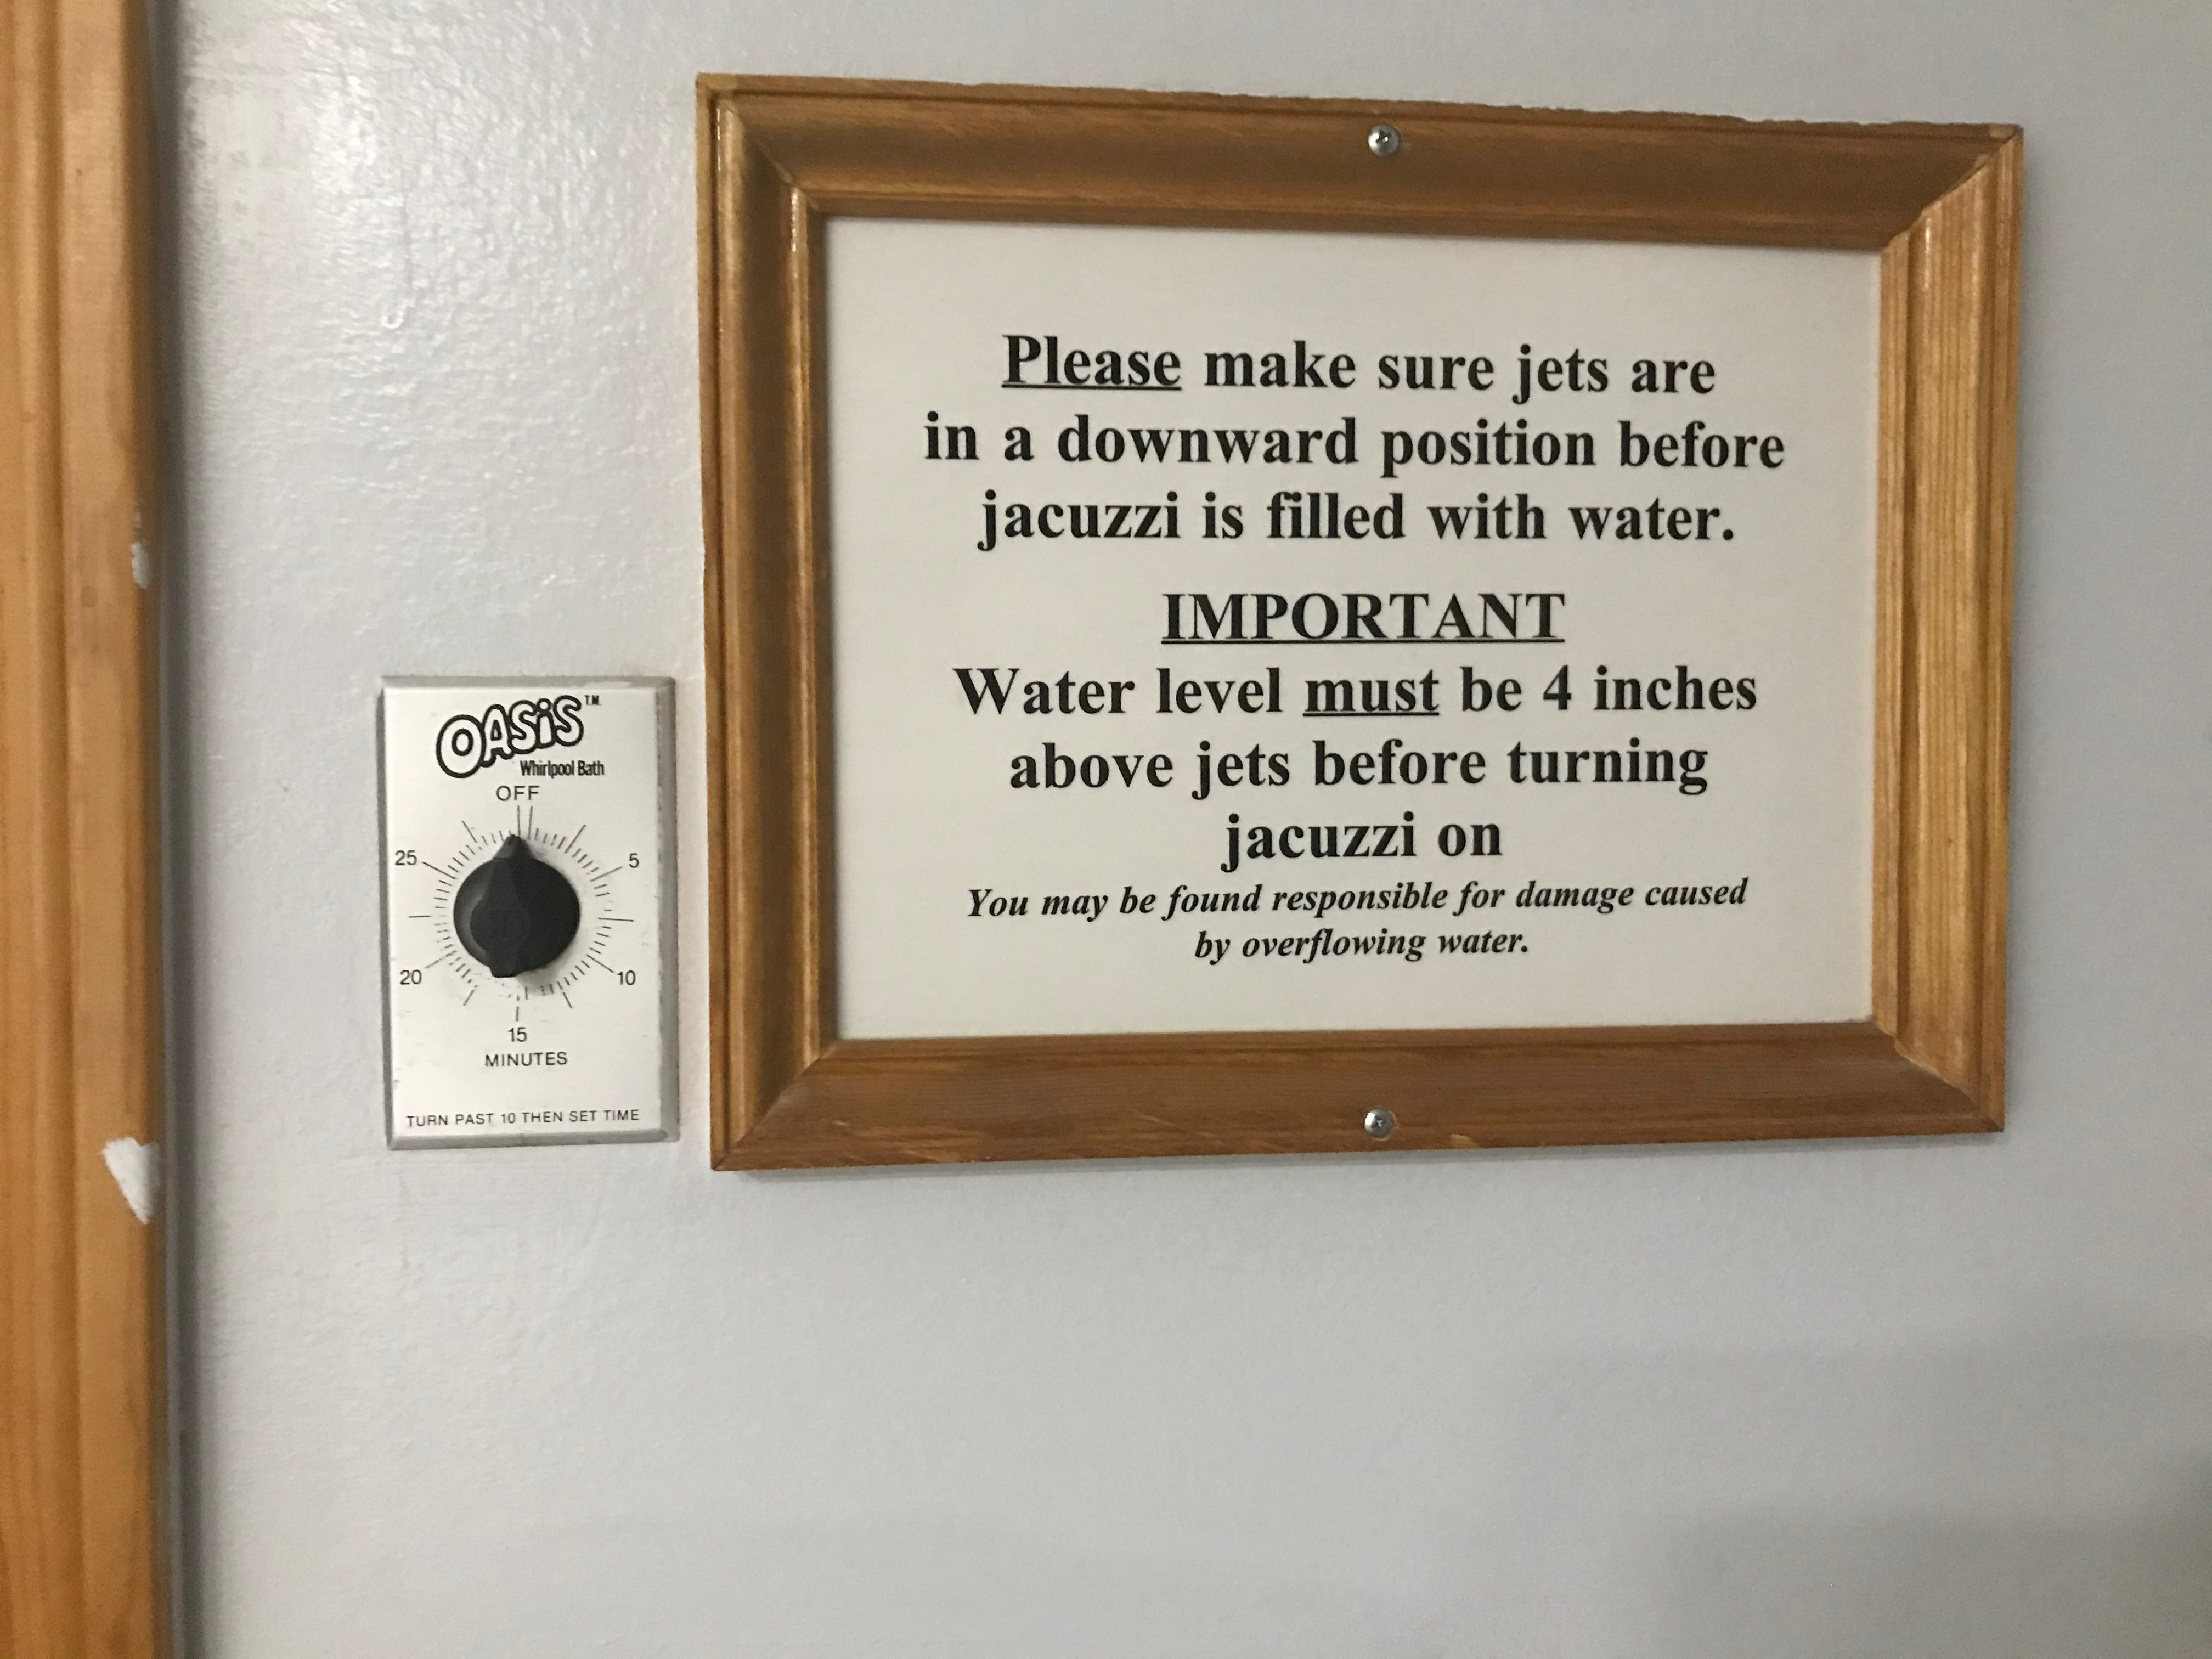 OASiS™
Whirlpool Bath
OFF
25
5
20
10
15
MINUTES
TURN PAST 10 THEN SET TIME
Please make sure jets are
in a downward position before
jacuzzi is filled with water.
IMPORTANT
Water level must be 4 inches
above jets before turning
jacuzzi on
You may be found responsible for damage caused
by overflowing water.